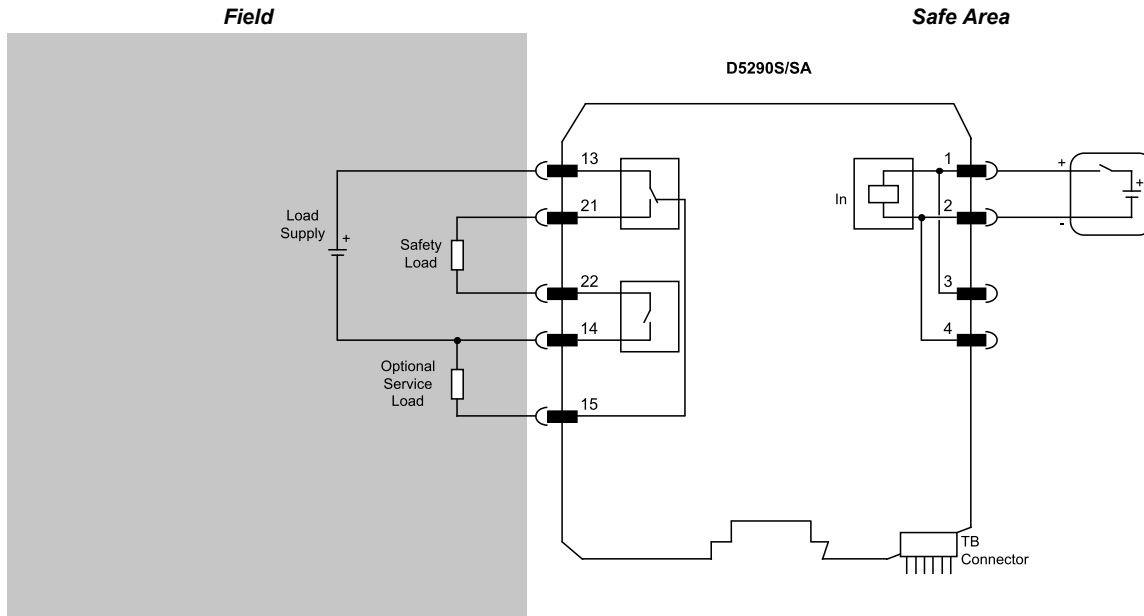 Field
Safe Area
D5290S/SA
13
21
22
14
15
Load
Supply
+
Safety
Load
Optional
Service
Load
In
1
2
3
4
+
-
+
TB
Connector